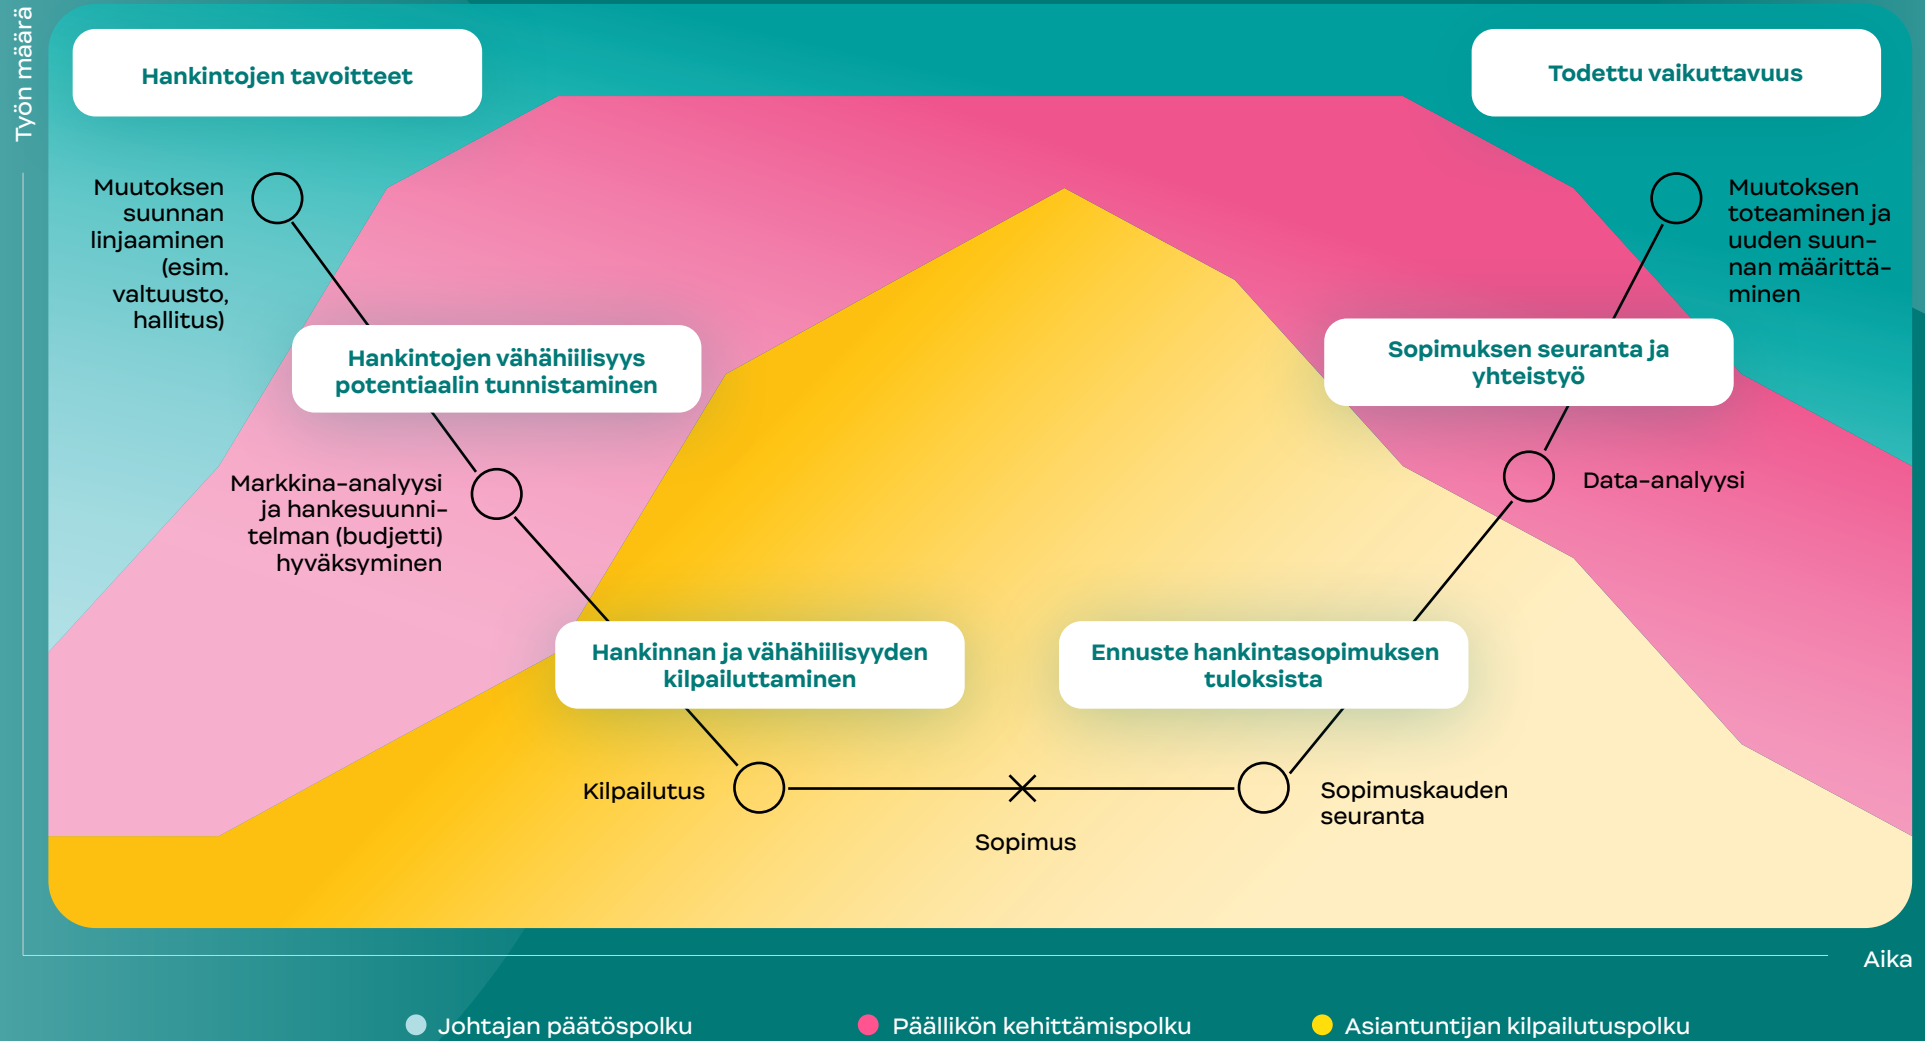 Työn määrä
Hankintojen tavoitteet
Todettu vaikuttavuus
Muutoksen
suunnan
linjaaminen
(esim.
valtuusto,
hallitus)
Muutoksen
toteaminen ja
uuden suun-
nan määrittä-
minen
Hankintojen vähähiilisyys
potentiaalin tunnistaminen
Sopimuksen seuranta ja
yhteistyö
Markkina-analyysi
ja hankesuunni-
telman (budjetti)
hyväksyminen
Data-analyysi
Hankinnan ja vähähiilisyyden
kilpailuttaminen
Ennuste hankintasopimuksen
tuloksista
Kilpailutus
Sopimus
Sopimuskauden
seuranta
Aika
Johtajan päätöspolku
Päällikön kehittämispolku
Asiantuntijan kilpailutuspolku